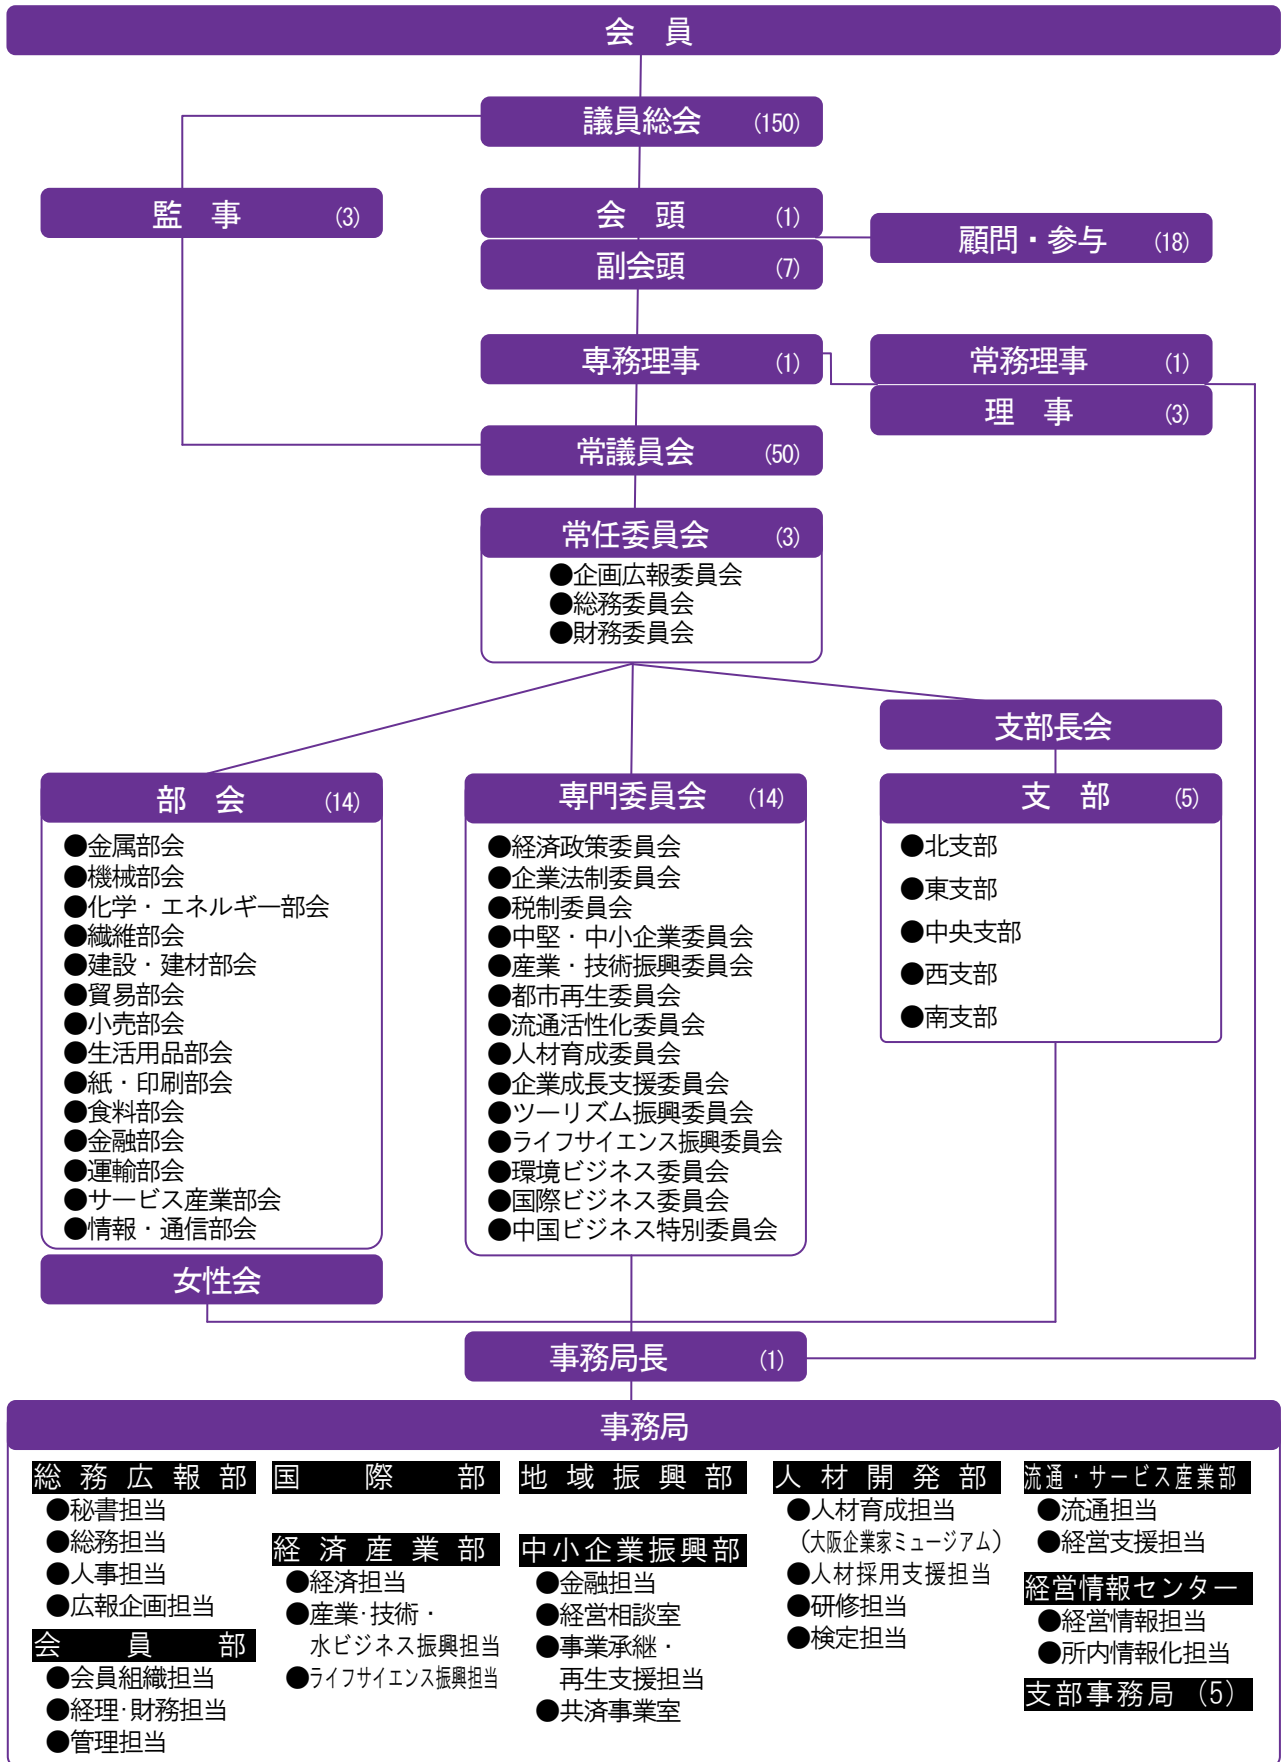 会　員
議員総会 (150)
監　事 (3)
会　頭 (1)
副会頭 (7)
顧問・参与 (18)
専務理事 (1)
常務理事 (1)
理　事 (3)
常議員会 (50)
常任委員会 (3)
●企画広報委員会
●総務委員会
●財務委員会
部　会 (14)
●金属部会
●機械部会
●化学・エネルギー部会
●繊維部会
●建設・建材部会
●貿易部会
●小売部会
●生活用品部会
●紙・印刷部会
●食料部会
●金融部会
●運輸部会
●サービス産業部会
●情報・通信部会
女性会
専門委員会 (14)
●経済政策委員会
●企業法制委員会
●税制委員会
●中堅・中小企業委員会
●産業・技術振興委員会
●都市再生委員会
●流通活性化委員会
●人材育成委員会
●企業成長支援委員会
●ツーリズム振興委員会
●ライフサイエンス振興委員会
●環境ビジネス委員会
●国際ビジネス委員会
●中国ビジネス特別委員会
支部長会
支　部 (5)
●北支部
●東支部
●中央支部
●西支部
●南支部
事務局長 (1)
事務局
総務広報部
●秘書担当
●総務担当
●人事担当
●広報企画担当
会員部
●会員組織担当
●経理・財務担当
●管理担当
国際部
経済産業部
●経済担当
●産業・技術・
水ビジネス振興担当
●ライフサイエンス振興担当
地域振興部
中小企業振興部
●金融担当
●経営相談室
●事業承継・
再生支援担当
●共済事業室
人材開発部
●人材育成担当
（大阪企業家ミュージアム）
●人材採用支援担当
●研修担当
●検定担当
流通・サービス産業部
●流通担当
●経営支援担当
経営情報センター
●経営情報担当
●所内情報化担当
支部事務局（5）